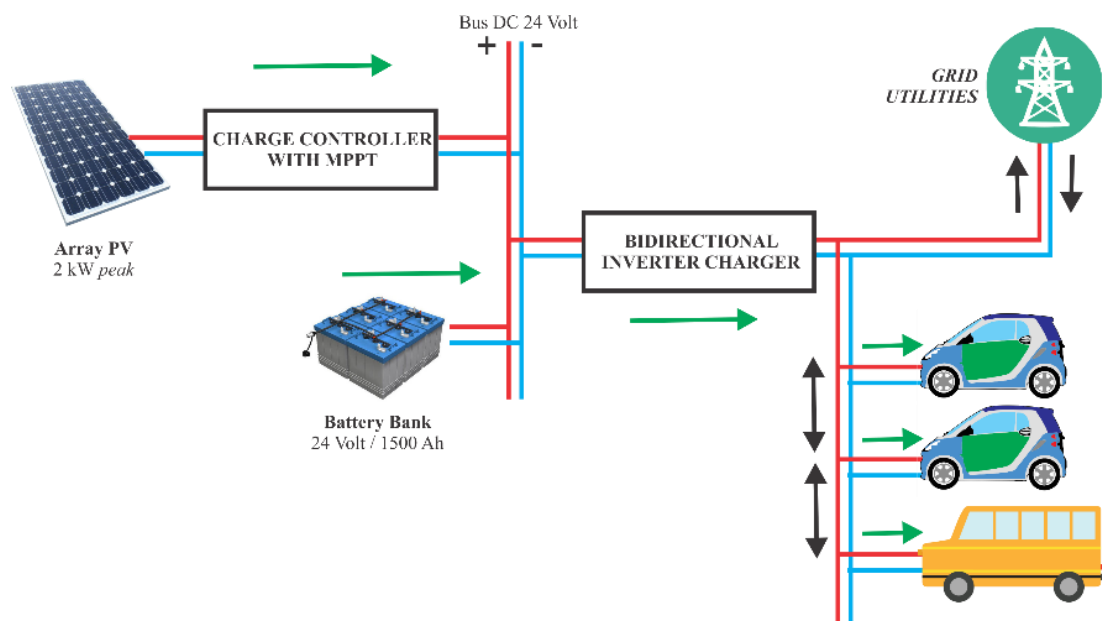 Bus DC 24 Volt
+ -
GRID
UTILITIES
CHARGE CONTROLLER
WITH MPPT
Array PV
2 kW peak
BIDIRECTIONAL
INVERTER CHARGER
Battery Bank
24 Volt / 1500 Ah